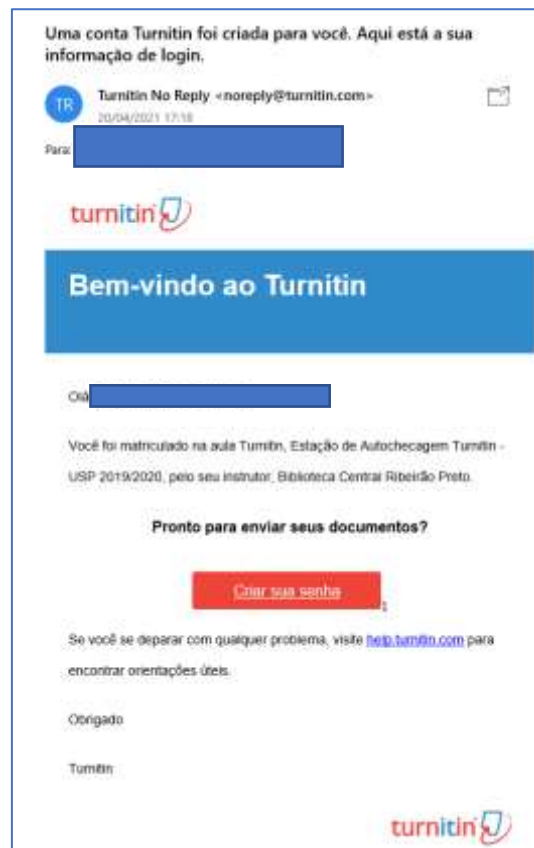 Uma conta Turnitin foi criada para você. Aqui está a sua
informação de login.
TR
Turnitin No Reply <noreply@turnitin.com>
20/04/2021 17:18
Para:
turnitin
Bem-vindo ao Turnitin
Olá
Você foi matriculado na aula Turnitin, Estação de Autochecagem Turnitin -
USP 2019/2020, pelo seu instrutor, Biblioteca Central Ribeirão Preto.
Pronto para enviar seus documentos?
Criar sua senha
Se você se deparar com qualquer problema, visite help.turnitin.com para
encontrar orientações úteis.
Obrigado
Turnitin
turnitin